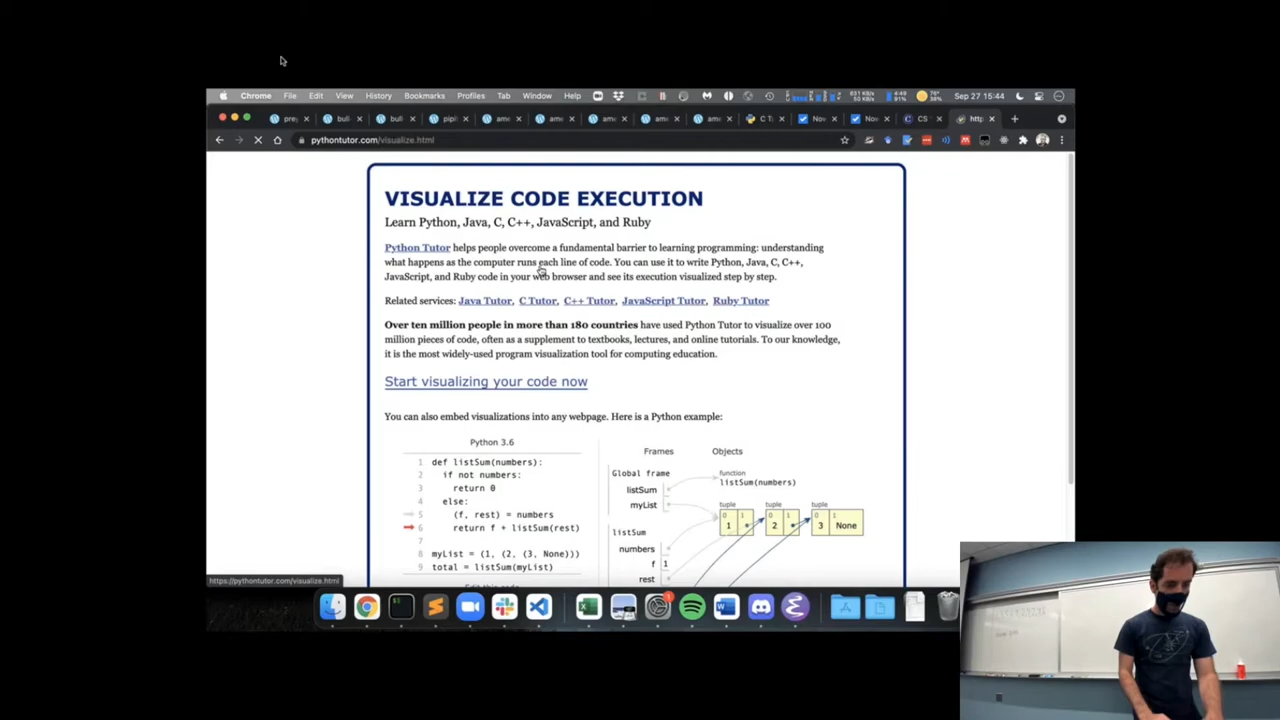 Chrome File Edit View History Bookmarks Profiles Tab Window Help Sep 27 15:44
pythontutor.com/visualize.html
VISUALIZE CODE EXECUTION
Learn Python, Java, C, C++, JavaScript, and Ruby
Python Tutor helps people overcome a fundamental barrier to learning programming: understanding
what happens as the computer runs each line of code. You can use it to write Python, Java, C, C++,
JavaScript, and Ruby code in your web browser and see its execution visualized step by step.
Related services: Java Tutor, C Tutor, C++ Tutor, JavaScript Tutor, Ruby Tutor
Over ten million people in more than 180 countries have used Python Tutor to visualize over 100
million pieces of code, often as a supplement to textbooks, lectures, and online tutorials. To our knowledge,
it is the most widely-used program visualization tool for computing education.
Start visualizing your code now
You can also embed visualizations into any webpage. Here is a Python example:
Python 3.6
1 def listSum(numbers):
2 if not numbers:
3 return 0
4 else:
5 (f, rest) = numbers
6 return f + listSum(rest)
7
8 myList = (1, (2, (3, None)))
9 total = listSum(myList)
Frames Objects
Global frame
listSum
myList
function
listSum(numbers)
tuple tuple tuple
0 1 0 1 0 1
1 2 3 None
listSum
numbers
f 1
rest
https://pythontutor.com/visualize.html